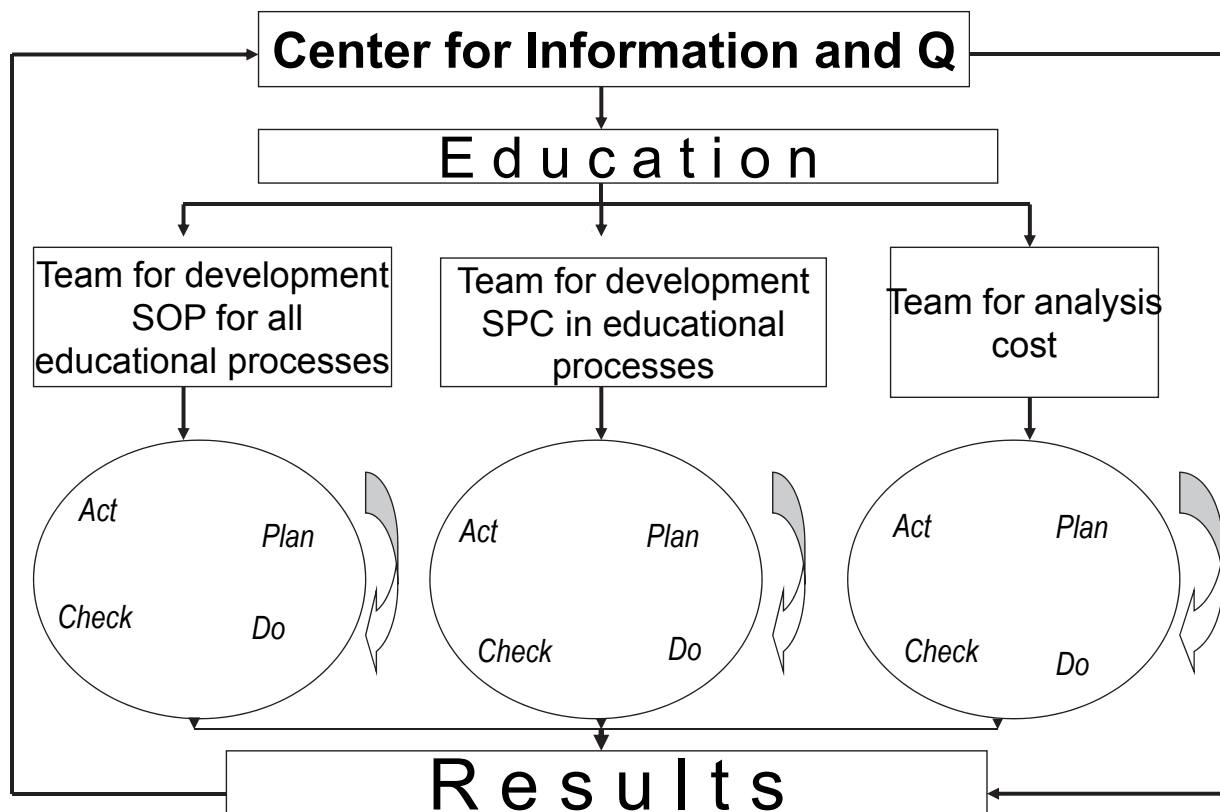 Center for Information and Q
E d u c a t i o n
Team for development
SOP for all
educational processes
Team for development
SPC in educational
processes
Team for analysis
cost
Act
Plan
Check
Do
Act
Plan
Check
Do
Act
Plan
Check
Do
R e s u l t s